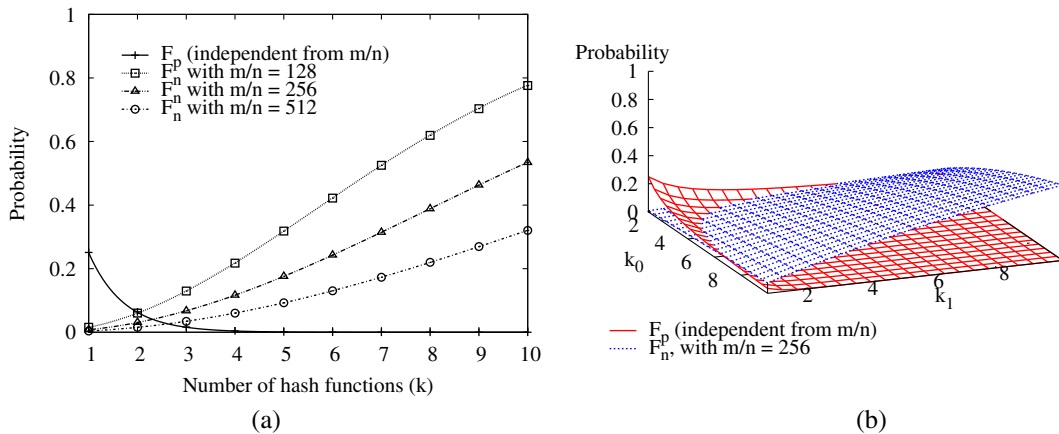 1
0.8
0.6
0.4
0.2
0
Probability
F_p (independent from m/n)
F_n with m/n = 128
F_n with m/n = 256
F_n with m/n = 512
1 2 3 4 5 6 7 8 9 10
Number of hash functions (k)
(a)
Probability
1
0.8
0.6
0.4
0.2
0
2
4
6
8
k_0
2
4
6
8
k_1
F_p (independent from m/n)
F_n, with m/n = 256
(b)